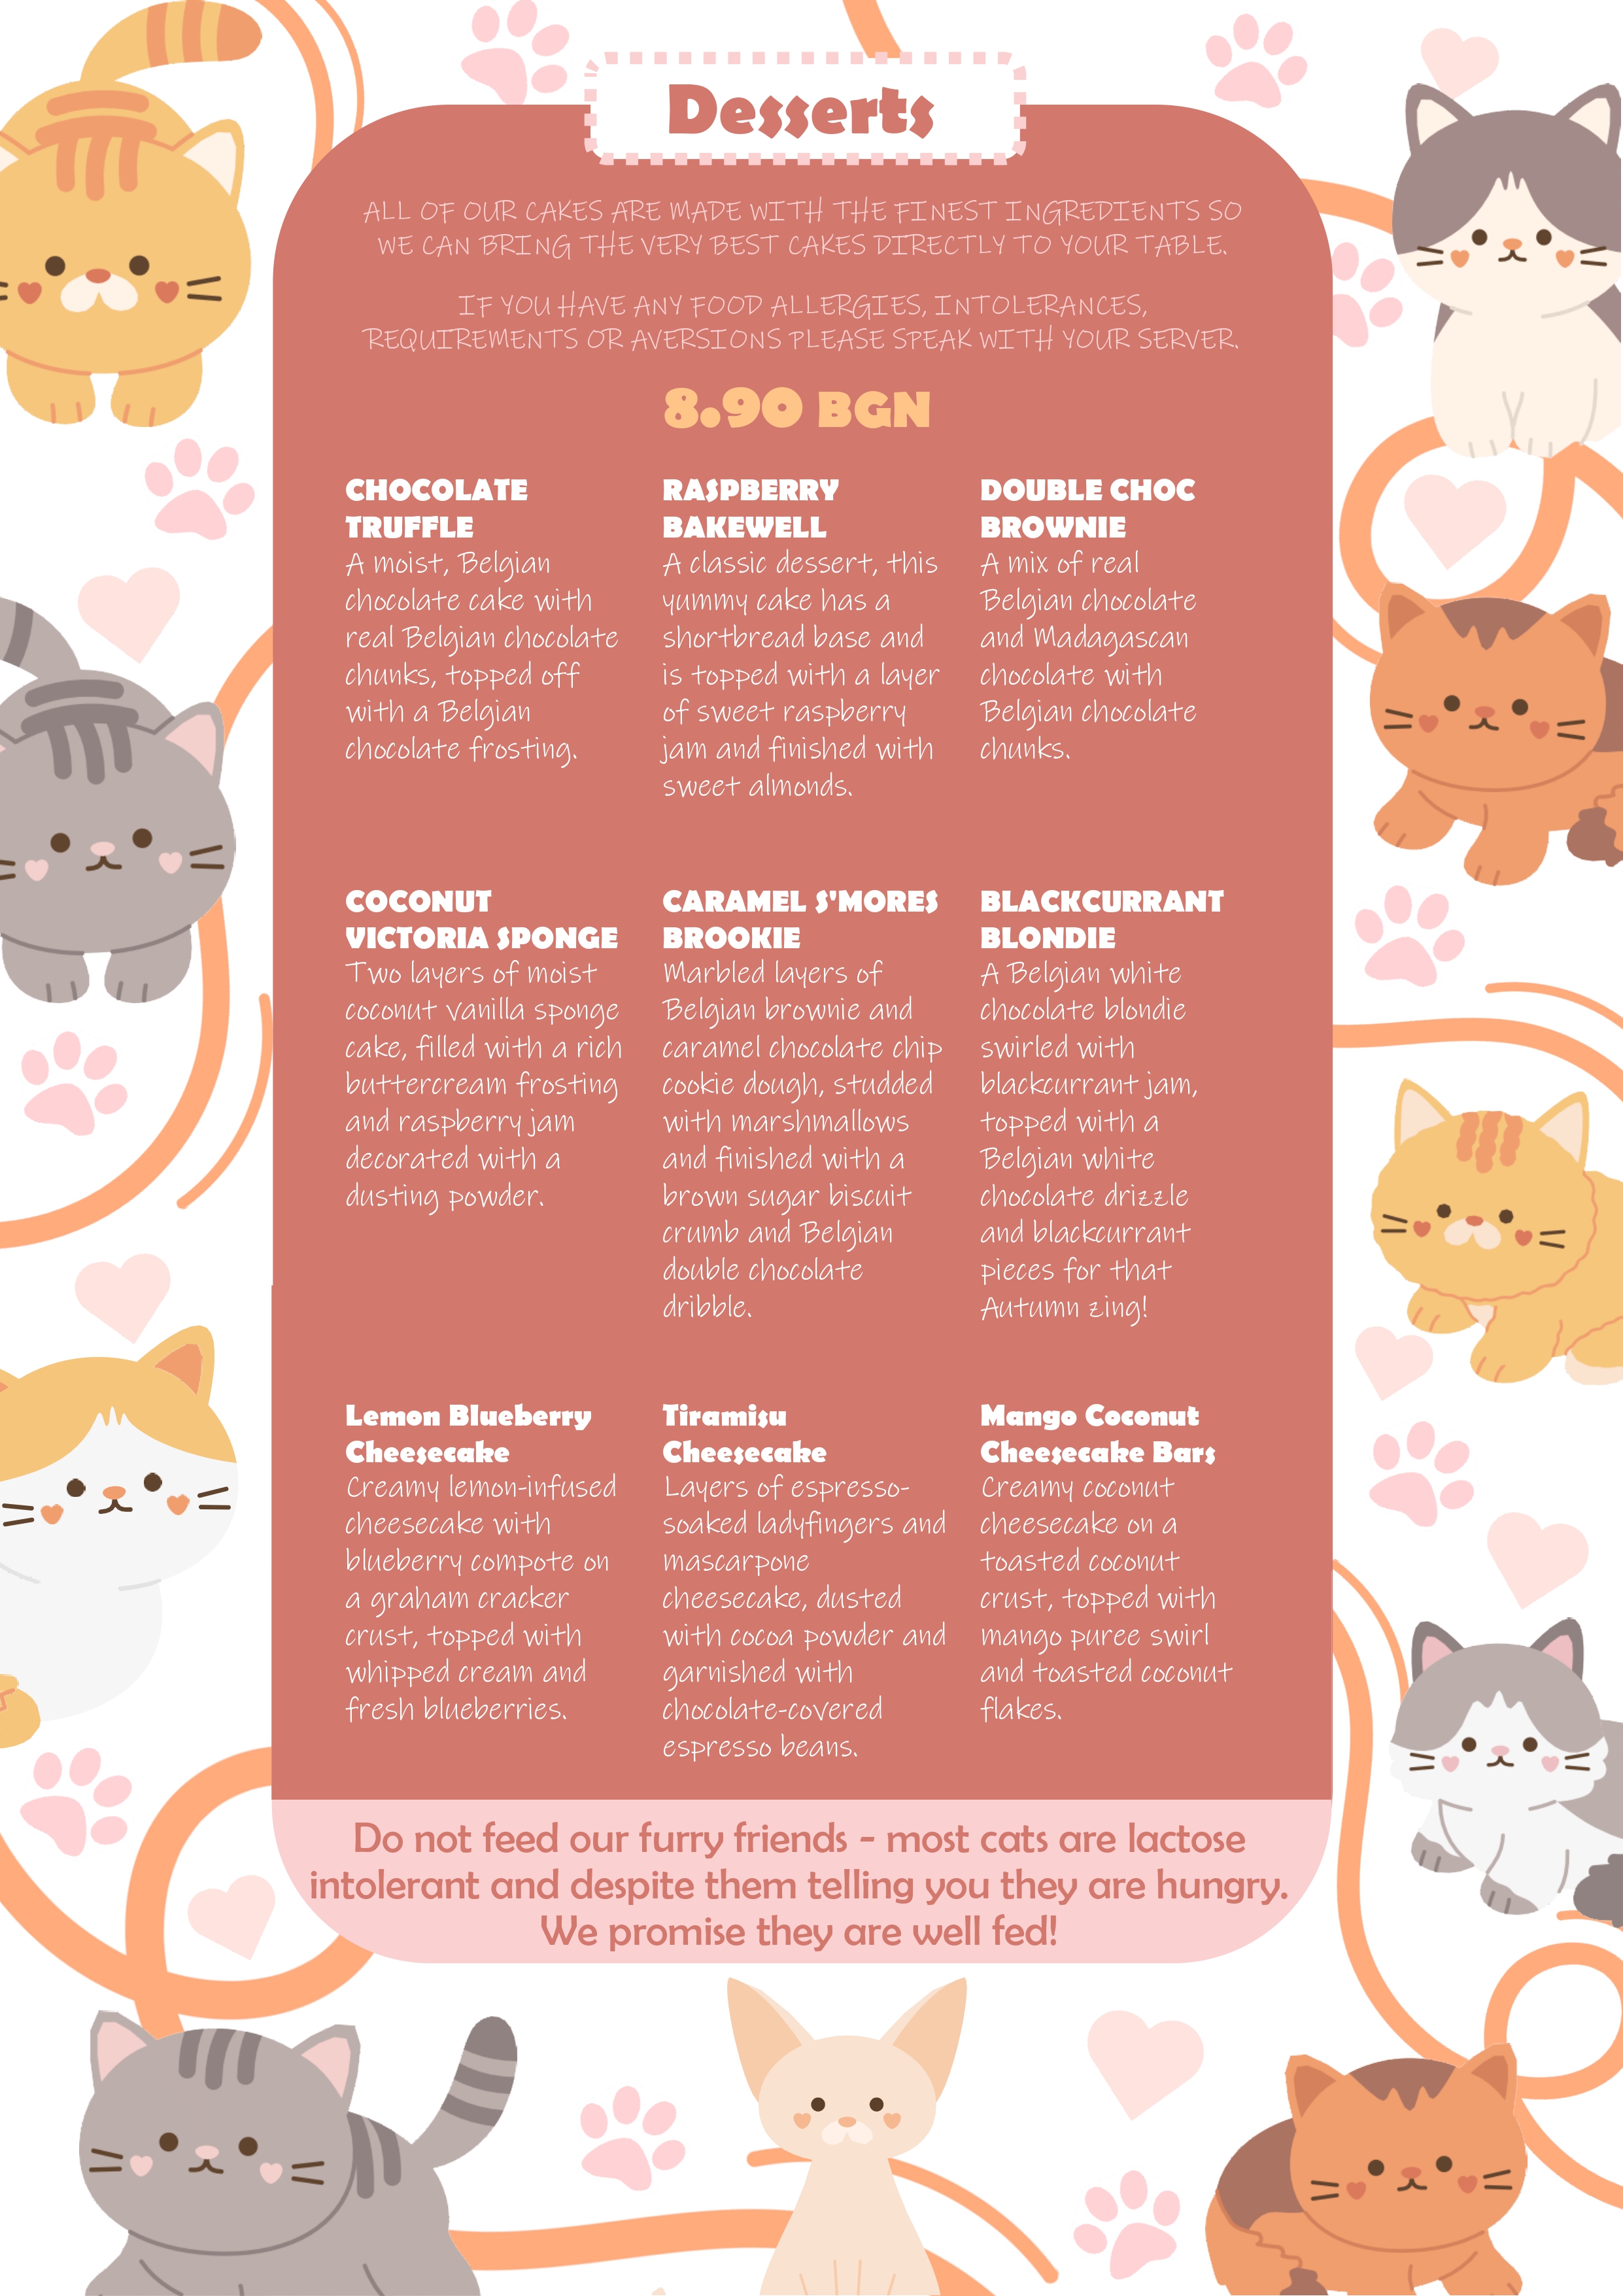 Desserts
ALL OF OUR CAKES ARE MADE WITH THE FINEST INGREDIENTS SO
WE CAN BRING THE VERY BEST CAKES DIRECTLY TO YOUR TABLE.
IF YOU HAVE ANY FOOD ALLERGIES, INTOLERANCES,
REQUIREMENTS OR AVERSIONS PLEASE SPEAK WITH YOUR SERVER.
8.90 BGN
CHOCOLATE
TRUFFLE
A moist, Belgian
chocolate cake with
real Belgian chocolate
chunks, topped off
with a Belgian
chocolate frosting.
RASPBERRY
BAKEWELL
A classic dessert, this
yummy cake has a
shortbread base and
is topped with a layer
of sweet raspberry
jam and finished with
sweet almonds.
DOUBLE CHOC
BROWNIE
A mix of real
Belgian chocolate
and Madagascan
chocolate with
Belgian chocolate
chunks.
COCONUT
VICTORIA SPONGE
Two layers of moist
coconut vanilla sponge
cake, filled with a rich
buttercream frosting
and raspberry jam
decorated with a
dusting powder.
CARAMEL S'MORES
BROOKIE
Marbled layers of
Belgian brownie and
caramel chocolate chip
cookie dough, studded
with marshmallows
and finished with a
brown sugar biscuit
crumb and Belgian
double chocolate
dribble.
BLACKCURRANT
BLONDIE
A Belgian white
chocolate blondie
swirled with
blackcurrant jam,
topped with a
Belgian white
chocolate drizzle
and blackcurrant
pieces for that
Autumn zing!
Lemon Blueberry
Cheesecake
Creamy lemon-infused
cheesecake with
blueberry compote on
a graham cracker
crust, topped with
whipped cream and
fresh blueberries.
Tiramisu
Cheesecake
Layers of espresso-
soaked ladyfingers and
mascarpone
cheesecake, dusted
with cocoa powder and
garnished with
chocolate-covered
espresso beans.
Mango Coconut
Cheesecake Bars
Creamy coconut
cheesecake on a
toasted coconut
crust, topped with
mango puree swirl
and toasted coconut
flakes.
Do not feed our furry friends - most cats are lactose
intolerant and despite them telling you they are hungry.
We promise they are well fed!